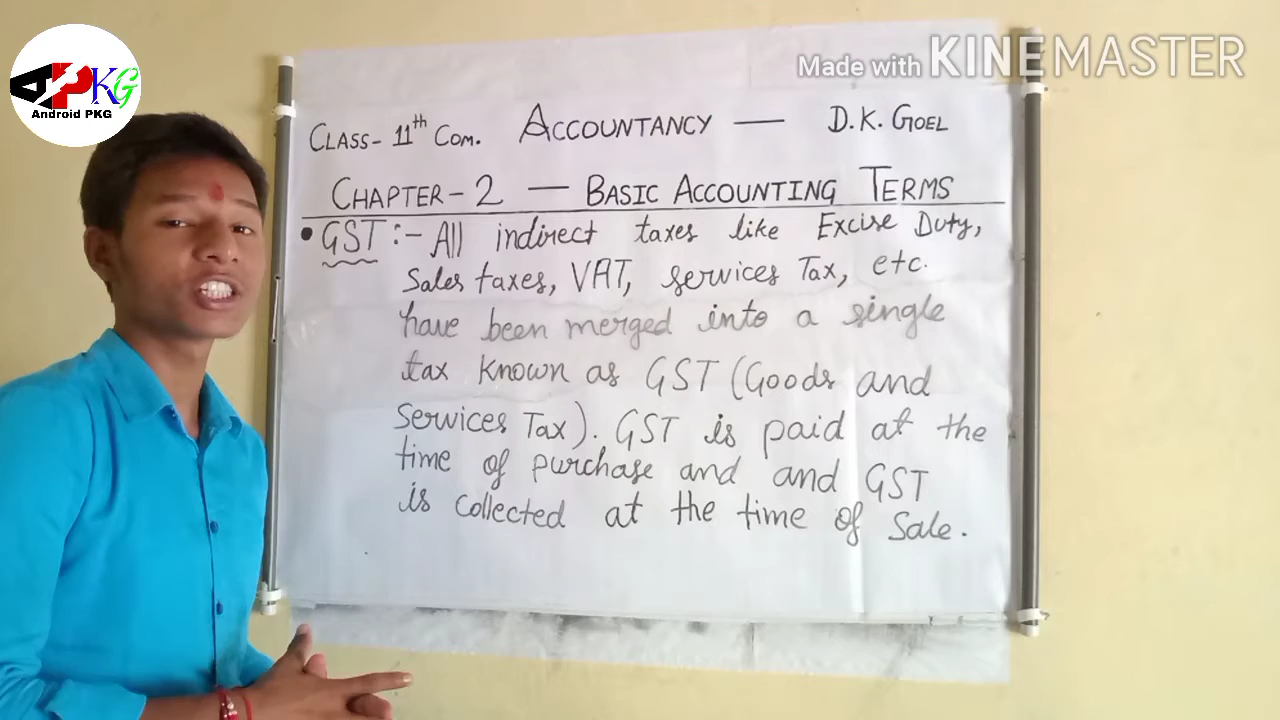 APKG
Android PKG
Made with KINEMASTER
CLASS- 11th COM. ACCOUNTANCY — D.K. GOEL
CHAPTER-2 — BASIC ACCOUNTING TERMS
• GST :- All indirect taxes like Excise Duty,
Sales taxes, VAT, services Tax, etc.
have been merged into a single
tax known as GST (Goods and
Services Tax). GST is paid at the
time of purchase and and GST
is collected at the time of Sale.